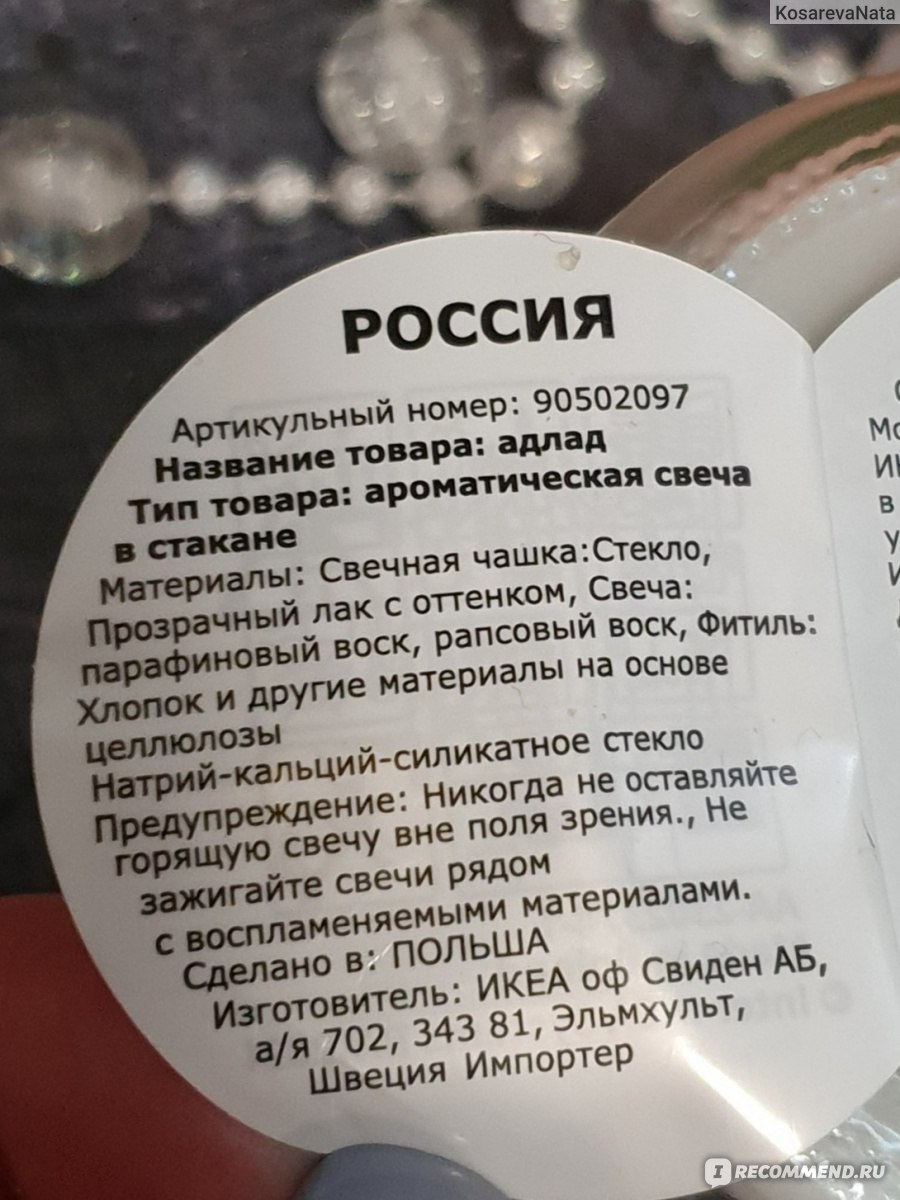 KosarevaNata
РОССИЯ
Артикульный номер: 90502097
Название товара: адлад
Тип товара: ароматическая свеча
в стакане
Материалы: Свечная чашка:Стекло,
Прозрачный лак с оттенком, Свеча:
парафиновый воск, рапсовый воск, Фитиль:
Хлопок и другие материалы на основе
целлюлозы
Натрий-кальций-силикатное стекло
Предупреждение: Никогда не оставляйте
горящую свечу вне поля зрения., Не
зажигайте свечи рядом
с воспламеняемыми материалами.
Сделано в: ПОЛЬША
Изготовитель: ИКЕА оф Свиден АБ,
а/я 702, 343 81, Эльмхульт,
Швеция Импортер
IRECOMMEND.RU